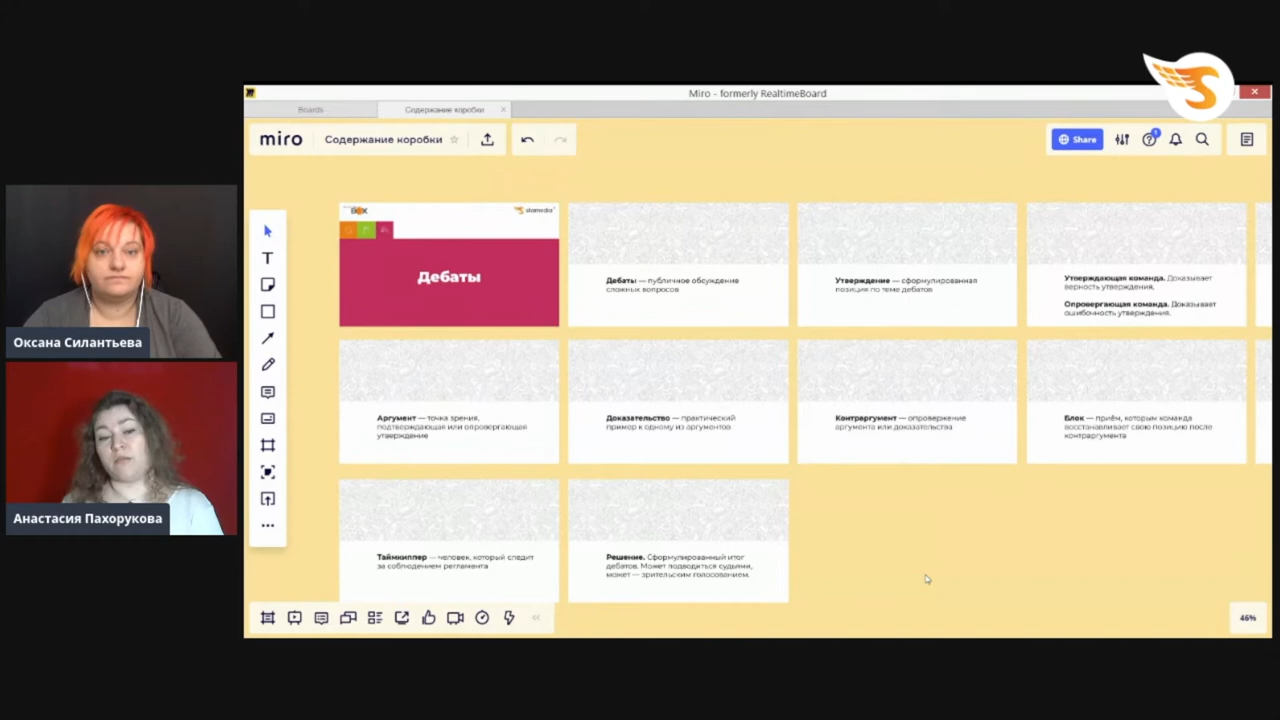 Miro - formerly RealtimeBoard
Boards
Содержание коробки
miro
Содержание коробки
Share
BOX
silamedia
Дебаты
Дебаты — публичное обсуждение
сложных вопросов
Утверждение — сформулированная
позиция по теме дебатов
Утверждающая команда. Доказывает
верность утверждения.
Опровергающая команда. Доказывает
ошибочность утверждения.
Аргумент — точка зрения,
подтверждающая или опровергающая
утверждение
Доказательство — практический
пример к одному из аргументов
Контраргумент — опровержение
аргумента или доказательства
Блок — приём, которым команда
восстанавливает свою позицию после
контраргумента
Таймкиппер — человек, который следит
за соблюдением регламента
Решение. Сформулированный итог
дебатов. Может подводиться судьями,
может — зрительским голосованием.
46%
Оксана Силантьева
Анастасия Пахорукова